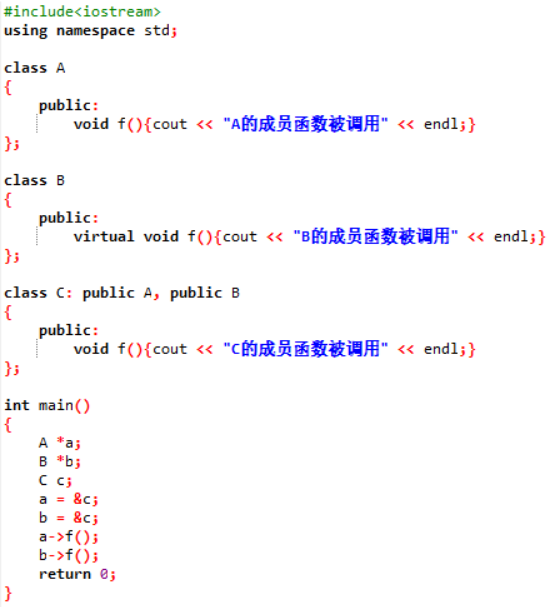 #include<iostream>
using namespace std;
class A
{
public:
void f(){cout << "A的成员函数被调用" << endl;}
};
class B
{
public:
virtual void f(){cout << "B的成员函数被调用" << endl;}
};
class C: public A, public B
{
public:
void f(){cout << "C的成员函数被调用" << endl;}
};
int main()
{
A *a;
B *b;
C c;
a = &c;
b = &c;
a->f();
b->f();
return 0;
}